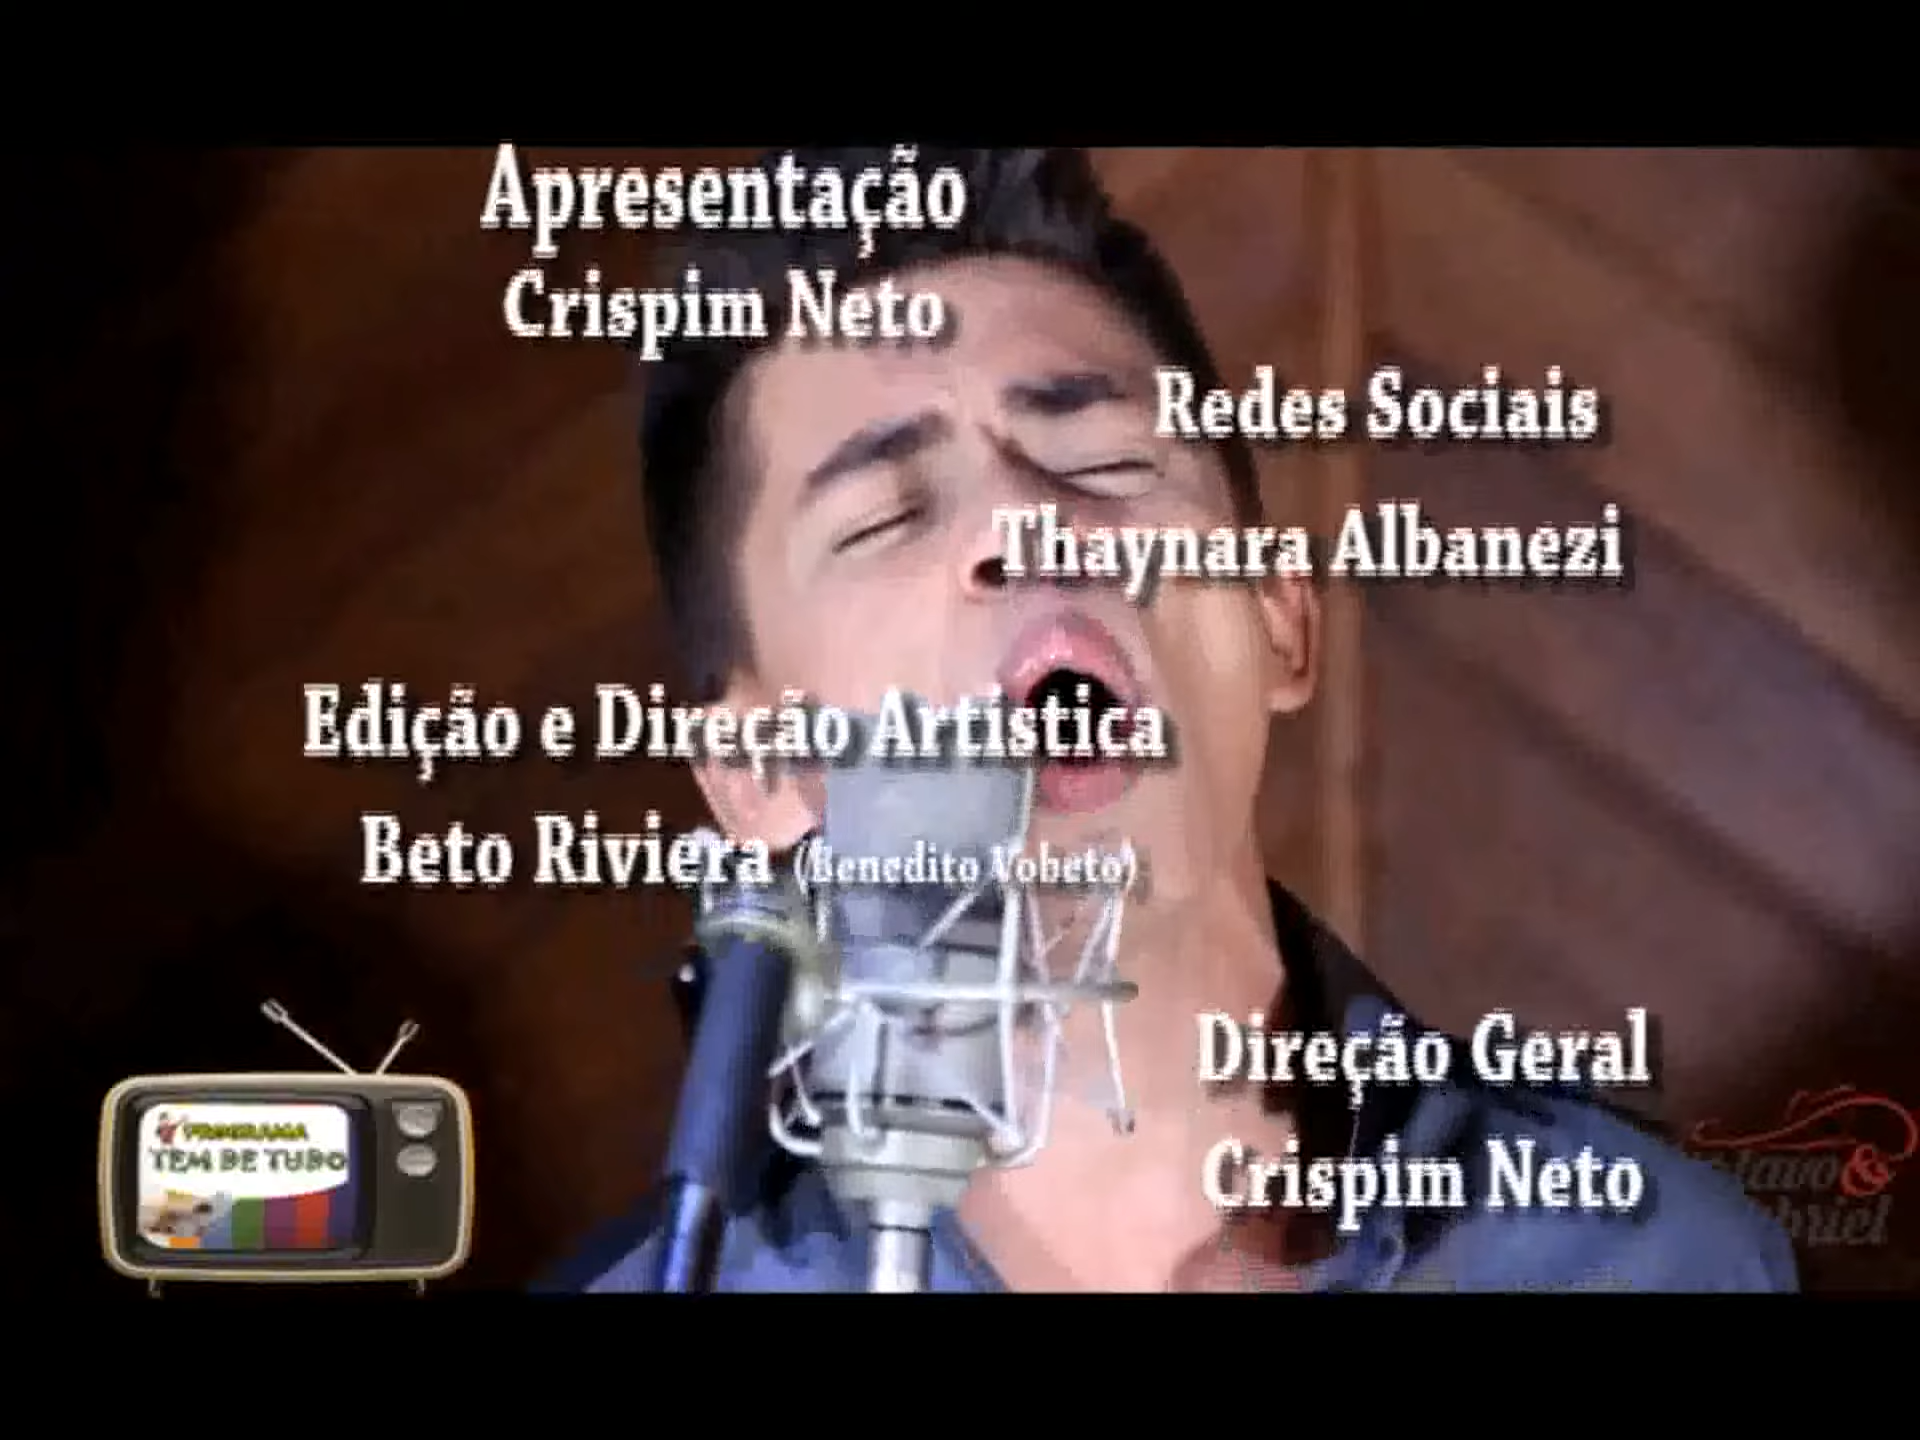 Apresentação
Crispim Neto
Redes Sociais
Thaynara Albanezi
Edição e Direção Artistica
Beto Riviera (Benedito Vobeto)
Direção Geral
Crispim Neto
PROGRAMA
TEM DE TUDO
&